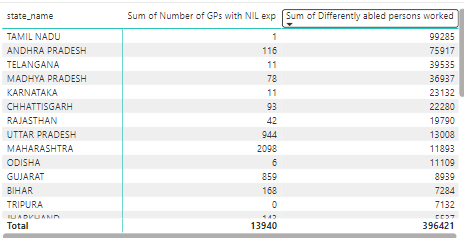 state_name Sum of Number of GPs with NIL exp Sum of Differently abled persons worked
TAMIL NADU 1 99285
ANDHRA PRADESH 116 75917
TELANGANA 11 39535
MADHYA PRADESH 78 36937
KARNATAKA 11 23132
CHHATTISGARH 93 22280
RAJASTHAN 42 19790
UTTAR PRADESH 944 13008
MAHARASHTRA 2098 11893
ODISHA 6 11109
GUJARAT 859 8939
BIHAR 168 7284
TRIPURA 0 7132
JHARKHAND
Total 13940 396421